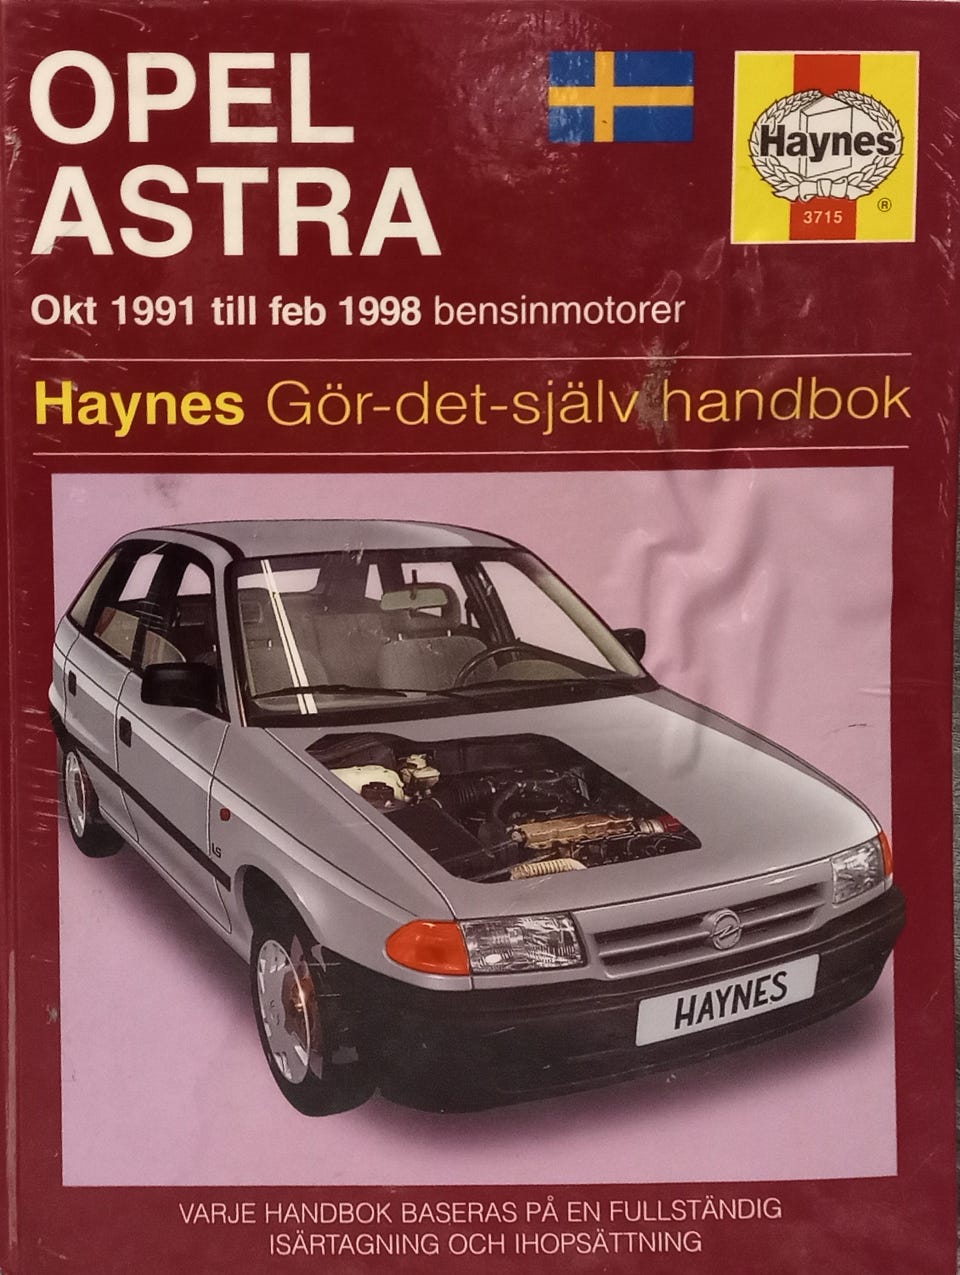 OPEL
ASTRA
Haynes
3715
®
Okt 1991 till feb 1998 bensinmotorer
Haynes Gör-det-själv handbok
LS
HAYNES
VARJE HANDBOK BASERAS PÅ EN FULLSTÄNDIG
ISÄRTAGNING OCH IHOPSÄTTNING